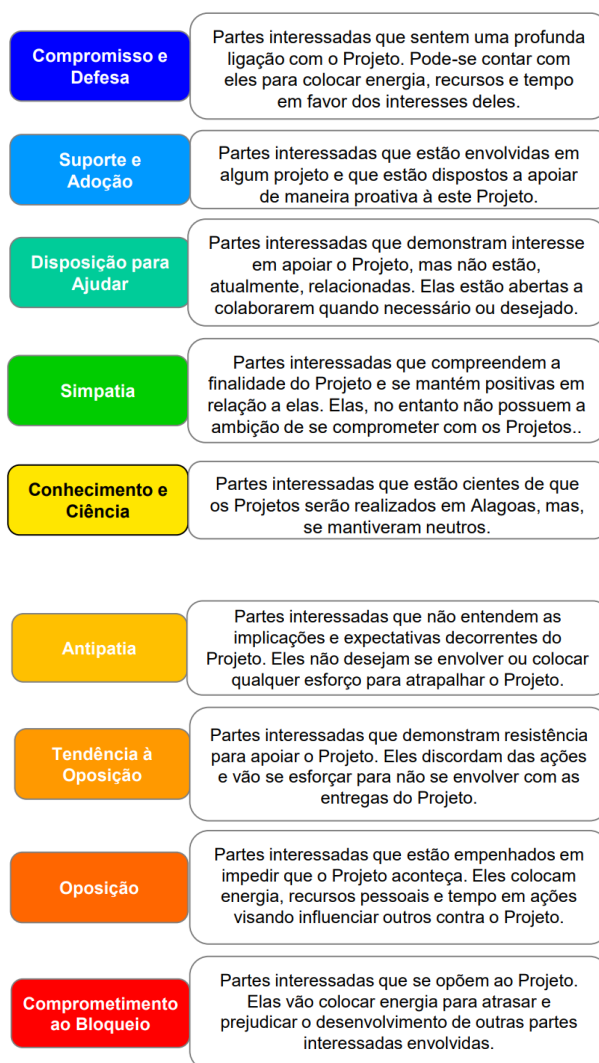 Compromisso e
Defesa
Partes interessadas que sentem uma profunda
ligação com o Projeto. Pode-se contar com
eles para colocar energia, recursos e tempo
em favor dos interesses deles.
Suporte e
Adoção
Partes interessadas que estão envolvidas em
algum projeto e que estão dispostos a apoiar
de maneira proativa à este Projeto.
Disposição para
Ajudar
Partes interessadas que demonstram interesse
em apoiar o Projeto, mas não estão,
atualmente, relacionadas. Elas estão abertas a
colaborarem quando necessário ou desejado.
Simpatia
Partes interessadas que compreendem a
finalidade do Projeto e se mantém positivas em
relação a elas. Elas, no entanto não possuem a
ambição de se comprometer com os Projetos..
Conhecimento e
Ciência
Partes interessadas que estão cientes de que
os Projetos serão realizados em Alagoas, mas,
se mantiveram neutros.
Antipatia
Partes interessadas que não entendem as
implicações e expectativas decorrentes do
Projeto. Eles não desejam se envolver ou colocar
qualquer esforço para atrapalhar o Projeto.
Tendência à
Oposição
Partes interessadas que demonstram resistência
para apoiar o Projeto. Eles discordam das ações
e vão se esforçar para não se envolver com as
entregas do Projeto.
Oposição
Partes interessadas que estão empenhados em
impedir que o Projeto aconteça. Eles colocam
energia, recursos pessoais e tempo em ações
visando influenciar outros contra o Projeto.
Comprometimento
ao Bloqueio
Partes interessadas que se opõem ao Projeto.
Elas vão colocar energia para atrasar e
prejudicar o desenvolvimento de outras partes
interessadas envolvidas.